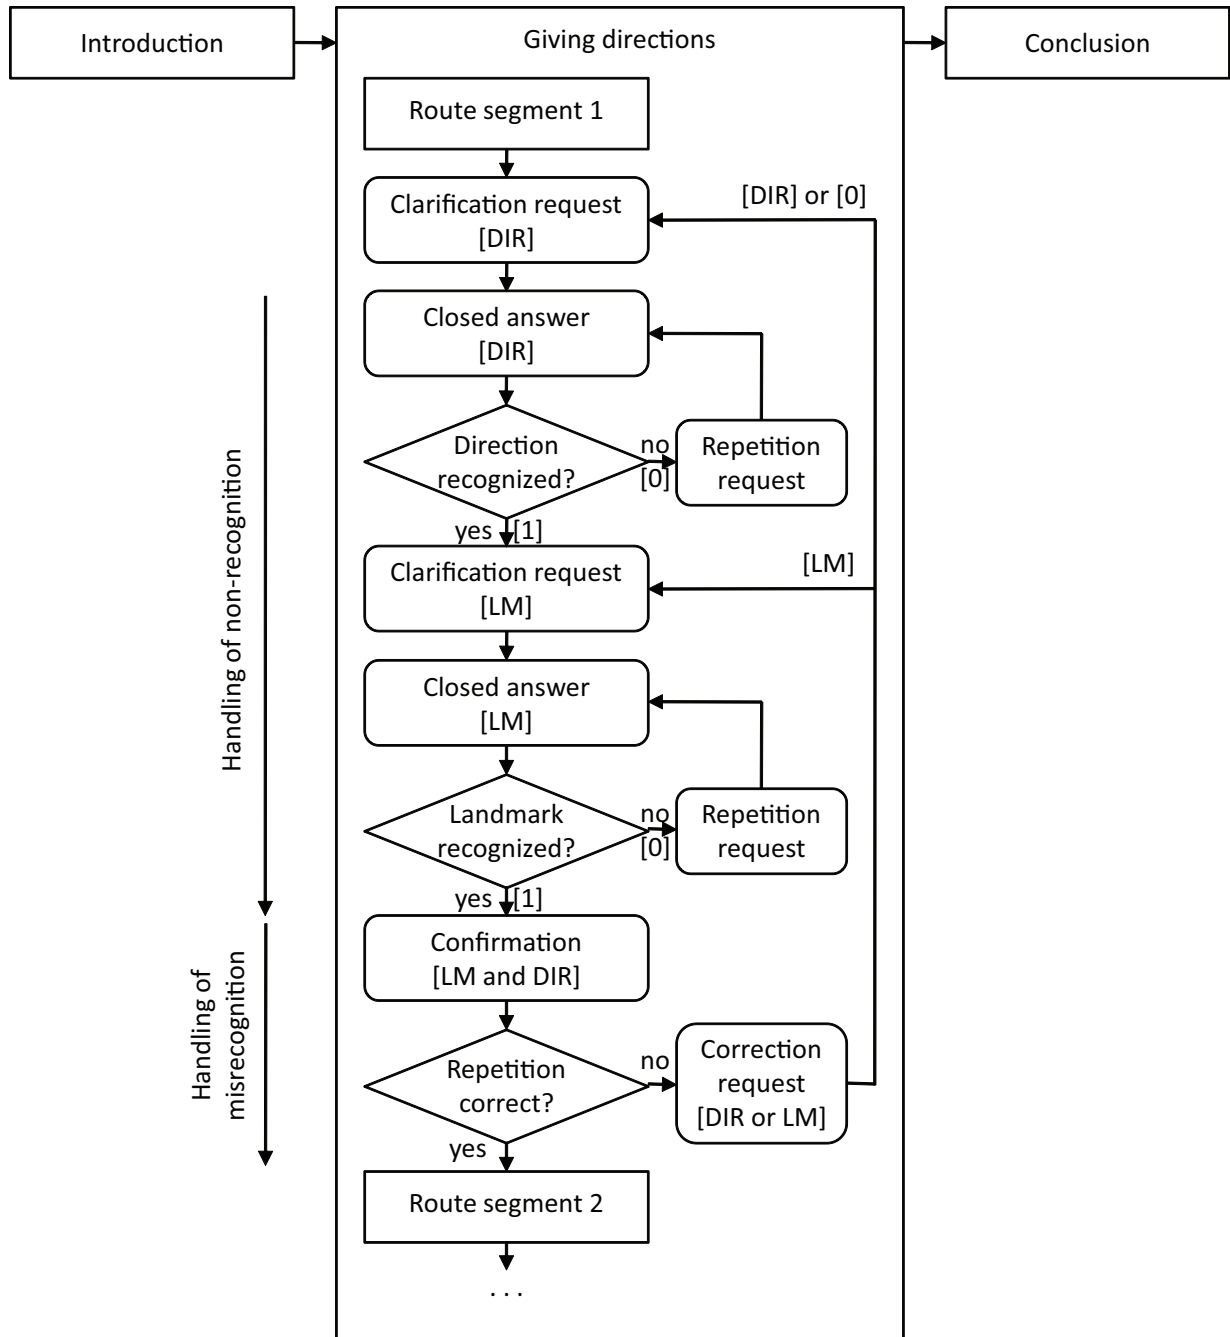 Introduction
Giving directions
Conclusion
Route segment 1
[DIR] or [0]
Clarification request
[DIR]
Closed answer
[DIR]
Direction
recognized?
no
[0]
Repetition
request
yes [1]
Clarification request
[LM]
[LM]
Closed answer
[LM]
Landmark
recognized?
no
[0]
Repetition
request
yes [1]
Confirmation
[LM and DIR]
Repetition
correct?
no
Correction
request
[DIR or LM]
yes
Route segment 2
. . .
Handling of non-recognition
Handling of
misrecognition